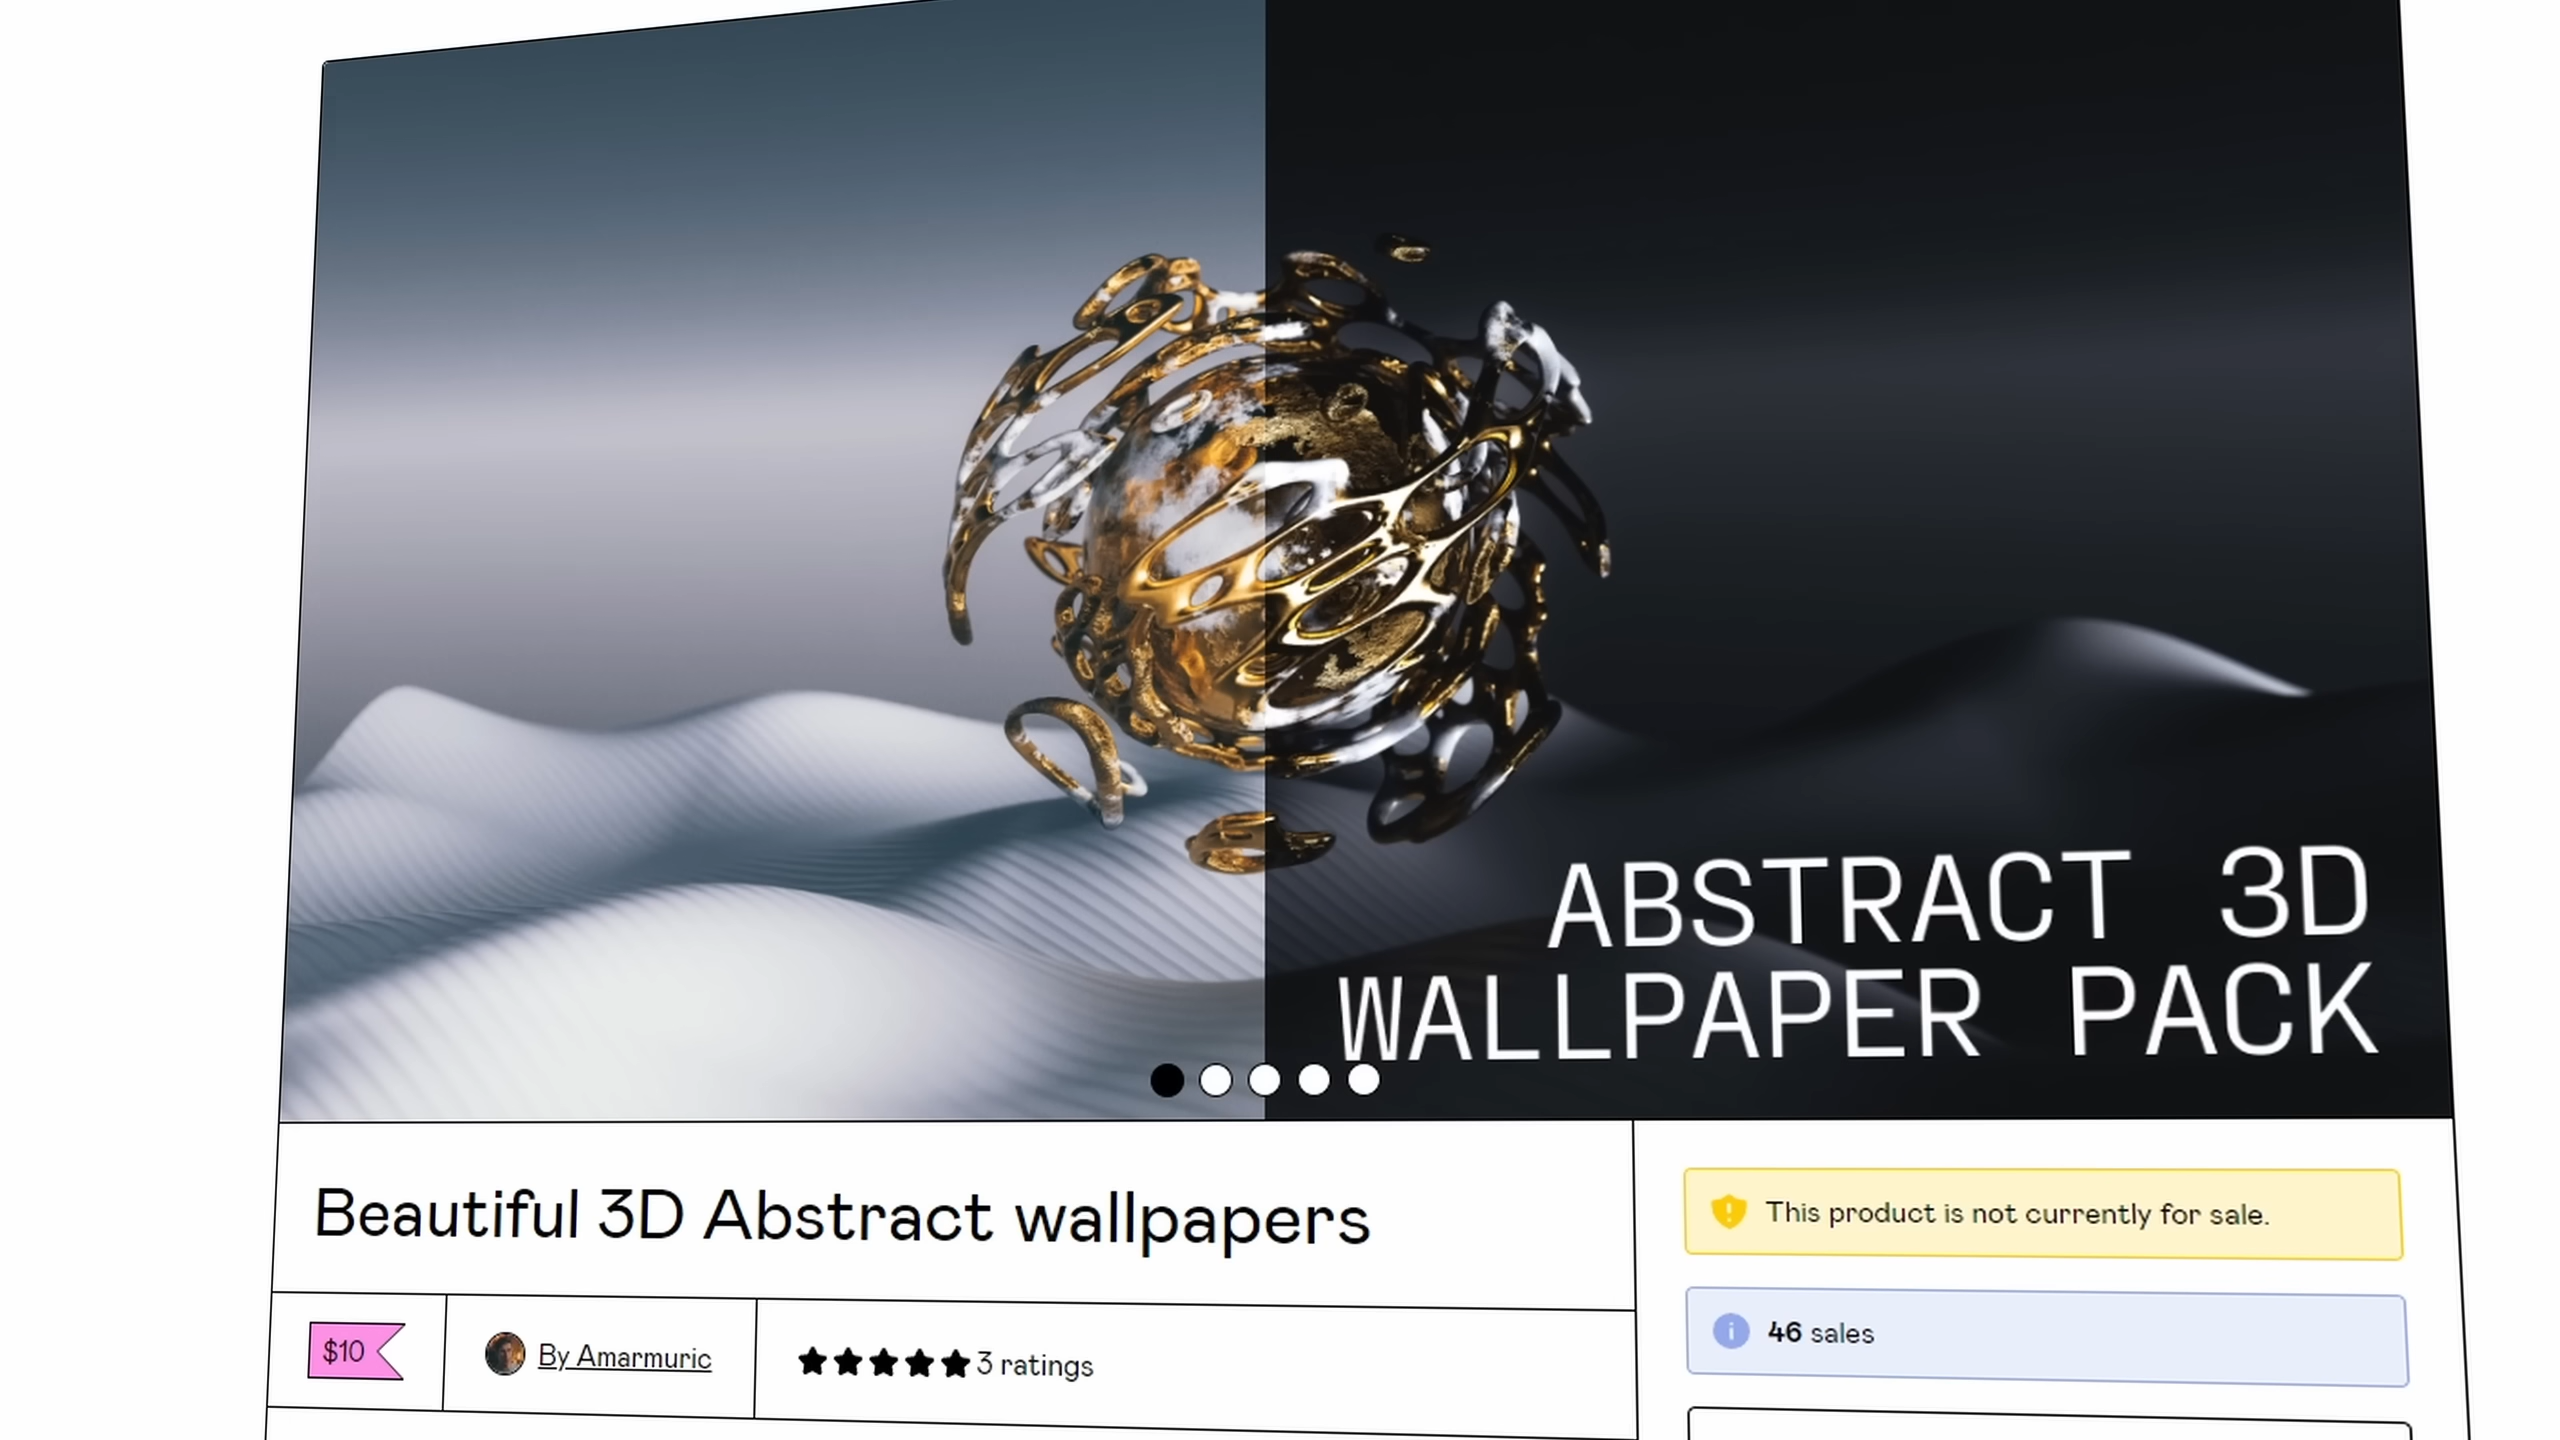 ABSTRACT 3D
WALLPAPER PACK
Beautiful 3D Abstract wallpapers
This product is not currently for sale.
46 sales
$10
By Amarmuric
3 ratings